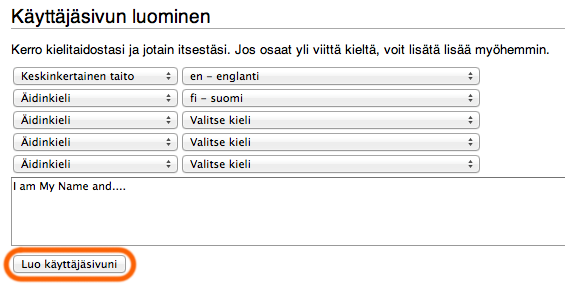 Käyttäjäsivun luominen
Kerro kielitaidostasi ja jotain itsestäsi. Jos osaat yli viittä kieltä, voit lisätä lisää myöhemmin.
Keskinkertainen taito en – englanti
Äidinkieli fi – suomi
Äidinkieli Valitse kieli
Äidinkieli Valitse kieli
Äidinkieli Valitse kieli
I am My Name and....
Luo käyttäjäsivuni